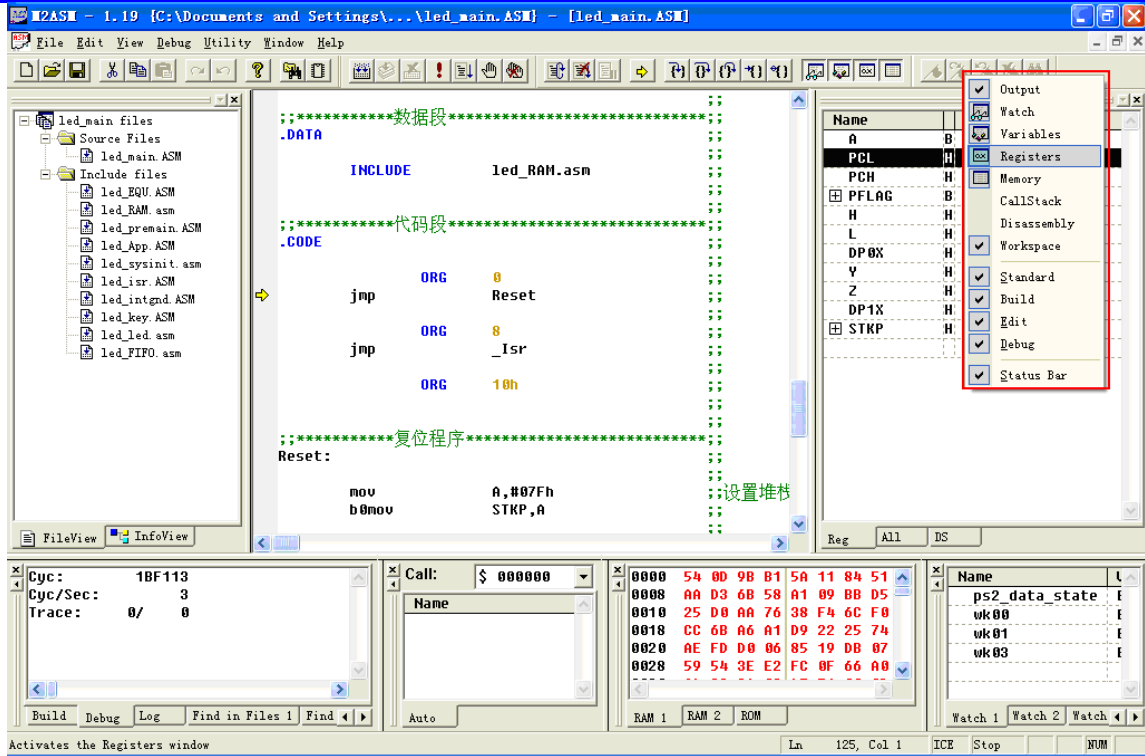 M2ASM - 1.19 {C:\Documents and Settings\...\led_main.ASM} - [led_main.ASM]
File Edit View Debug Utility Window Help
led_main files
Source Files
led_main.ASM
Include files
led_EQU.ASM
led_RAM.asm
led_premain.ASM
led_App.ASM
led_sysinit.asm
led_isr.ASM
led_intgnd.ASM
led_key.ASM
led_led.asm
led_FIFO.asm
FileView InfoView
;;***********数据段**************************;;
.DATA ;;
;;
INCLUDE led_RAM.asm ;;
;;
;;
;;***********代码段**************************;;
.CODE ;;
;;
ORG 0 ;;
jmp Reset ;;
;;
ORG 8 ;;
jmp _Isr ;;
;;
ORG 10h ;;
;;
;;
;;***********复位程序************************;;
Reset: ;;
;;
mov A,#07Fh ;;设置堆栈
b0mov STKP,A ;;
;;
Name
A B
PCL H
PCH H
PFLAG B
H H
L H
DP0X H
Y H
Z H
DP1X H
STKP H
Reg All DS
Output
Watch
Variables
Registers
Memory
CallStack
Disassembly
Workspace
Standard
Build
Edit
Debug
Status Bar
Cyc: 1BF113
Cyc/Sec: 3
Trace: 0/ 0
Build Debug Log Find in Files 1 Find
Call: $ 000000
Name
Auto
0000 54 0D 9B B1 5A 11 84 51
0008 AA D3 6B 58 A1 09 BB D5
0010 25 D0 AA 76 38 F4 6C F0
0018 CC 6B A6 A1 D9 22 25 74
0020 AE FD D0 06 85 19 DB 07
0028 59 54 3E E2 FC 0F 66 A0
RAM 1 RAM 2 ROM
Name
ps2_data_state
wk00
wk01
wk03
Watch 1 Watch 2 Watch
Activates the Registers window
Ln 125, Col 1 ICE Stop NUM